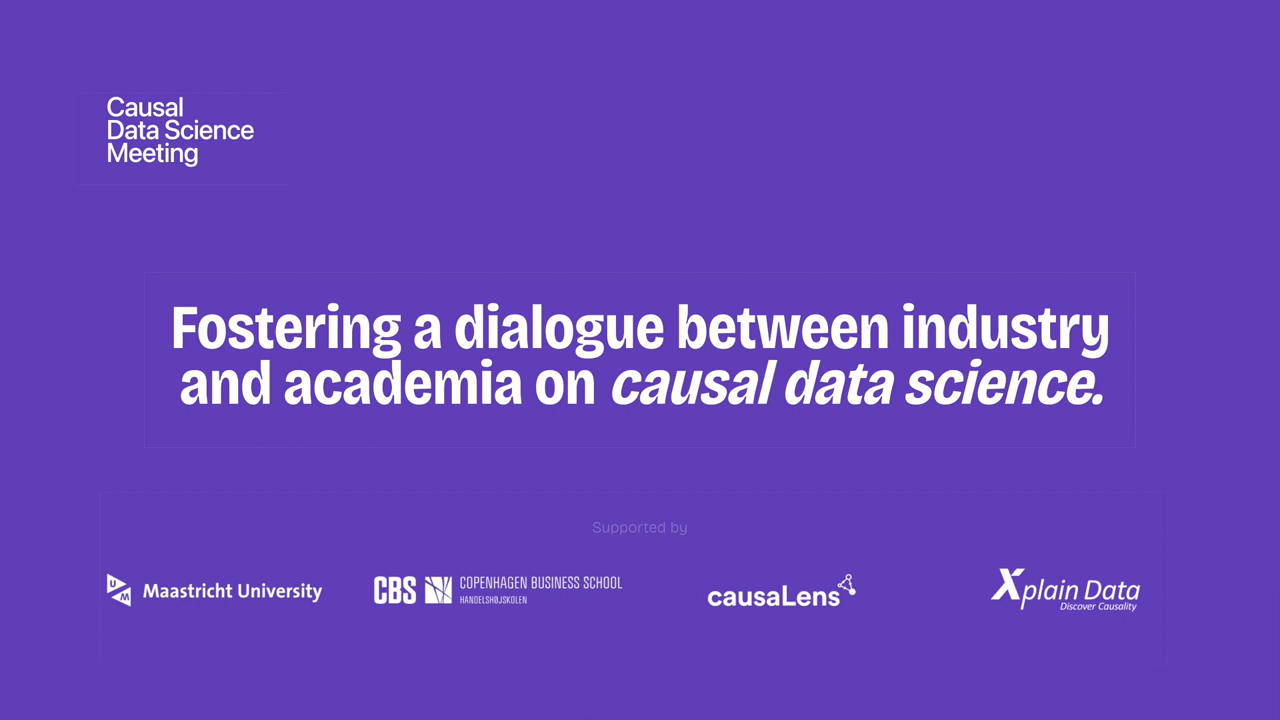 Causal
Data Science
Meeting
Fostering a dialogue between industry
and academia on causal data science.
Supported by
UM Maastricht University
CBS COPENHAGEN BUSINESS SCHOOL
HANDELSHØJSKOLEN
causaLens
Xplain Data
Discover Causality